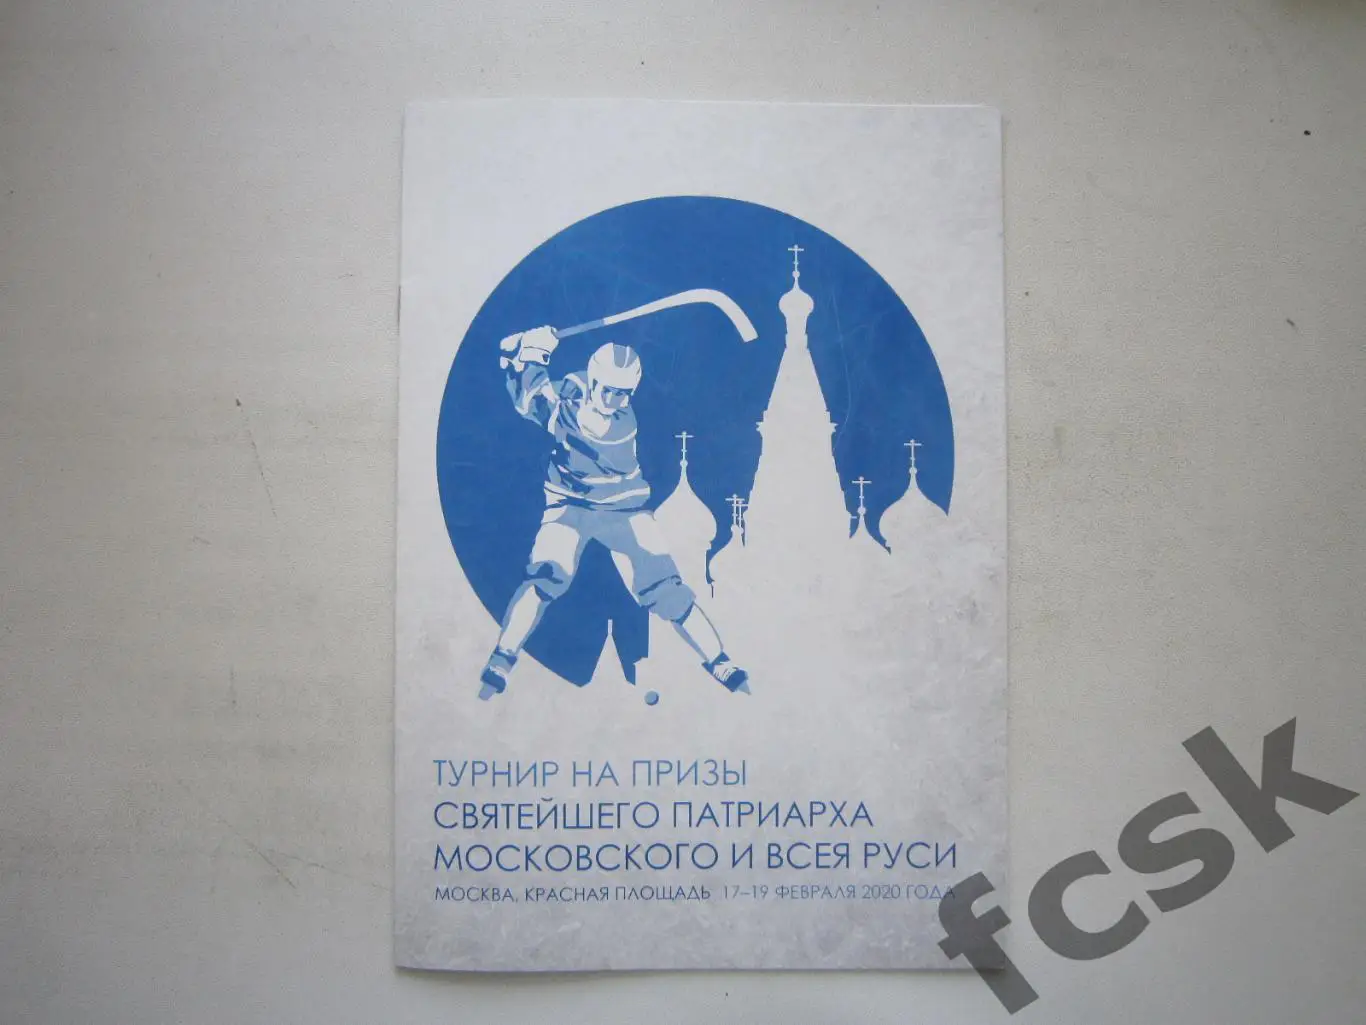 ТУРНИР НА ПРИЗЫ
СВЯТЕЙШЕГО ПАТРИАРХА
МОСКОВСКОГО И ВСЕЯ РУСИ
МОСКВА, КРАСНАЯ ПЛОЩАДЬ 17–19 ФЕВРАЛЯ 2020 ГОДА
fcsk